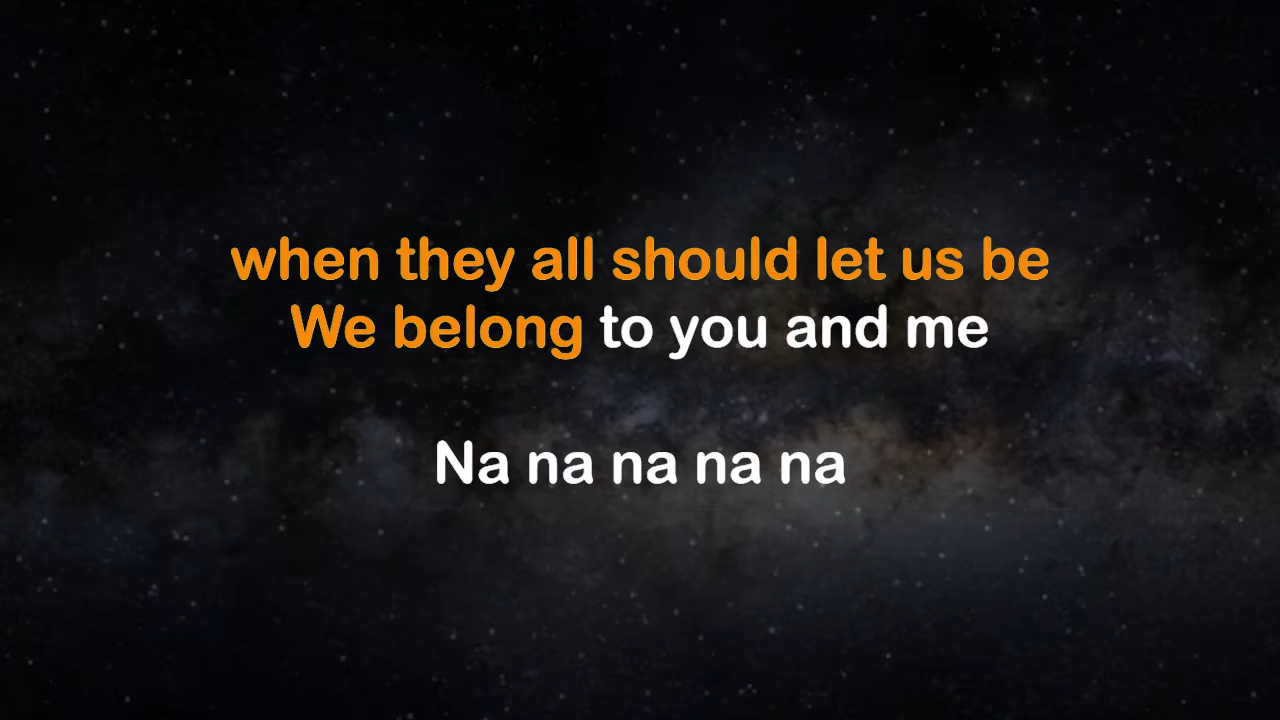 when they all should let us be
We belong to you and me
Na na na na na